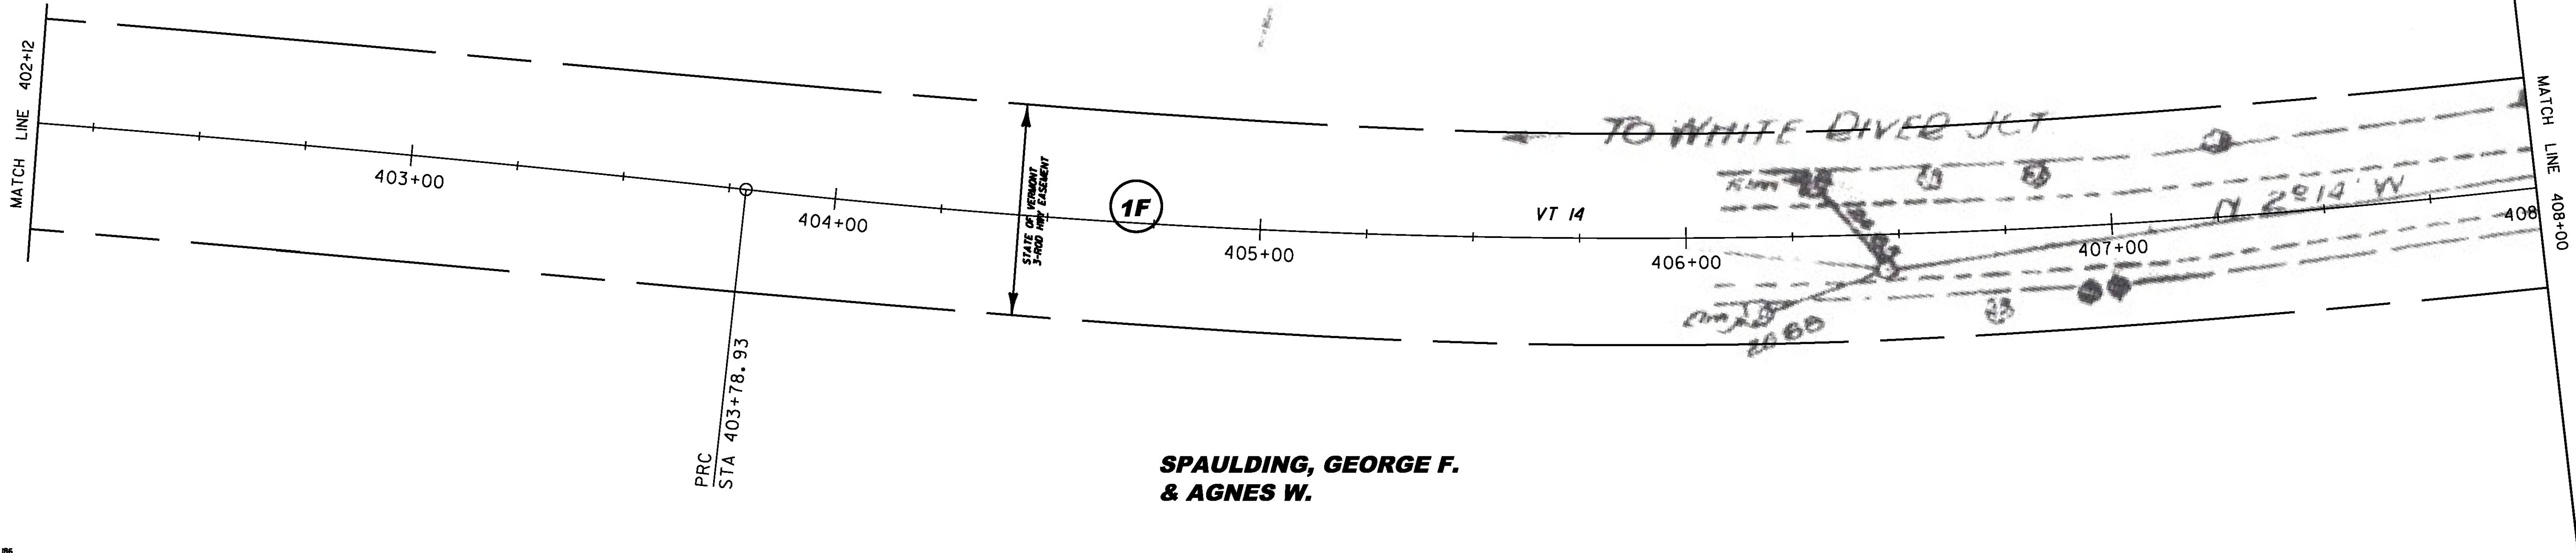 MATCH LINE 402+12
403+00
PRC
STA 403+78.93
404+00
STATE OF VERMONT
3-ROD HWY EASEMENT
1F
405+00
VT 14
TO WHITE RIVER JCT
406+00
407+00
N 2°19' W
408
MATCH LINE 408+00
SPAULDING, GEORGE F.
& AGNES W.